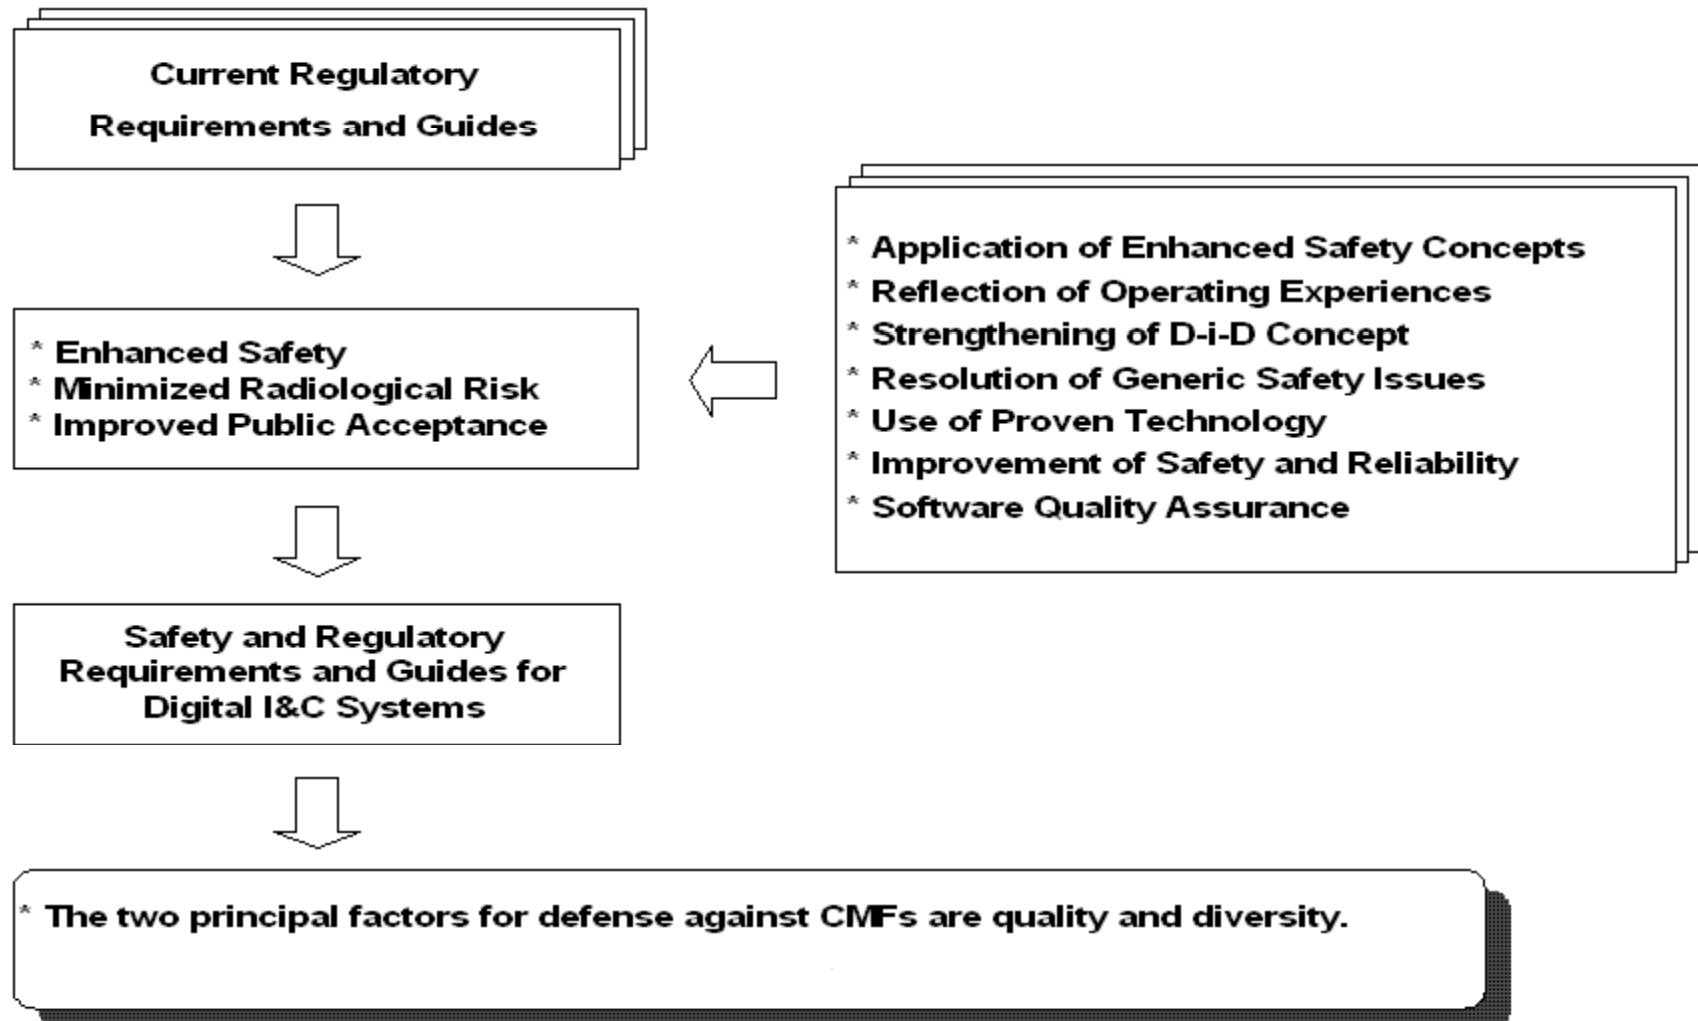 Current Regulatory
Requirements and Guides
* Enhanced Safety
* Minimized Radiological Risk
* Improved Public Acceptance
* Application of Enhanced Safety Concepts
* Reflection of Operating Experiences
* Strengthening of D-i-D Concept
* Resolution of Generic Safety Issues
* Use of Proven Technology
* Improvement of Safety and Reliability
* Software Quality Assurance
Safety and Regulatory
Requirements and Guides for
Digital I&C Systems
* The two principal factors for defense against CMFs are quality and diversity.